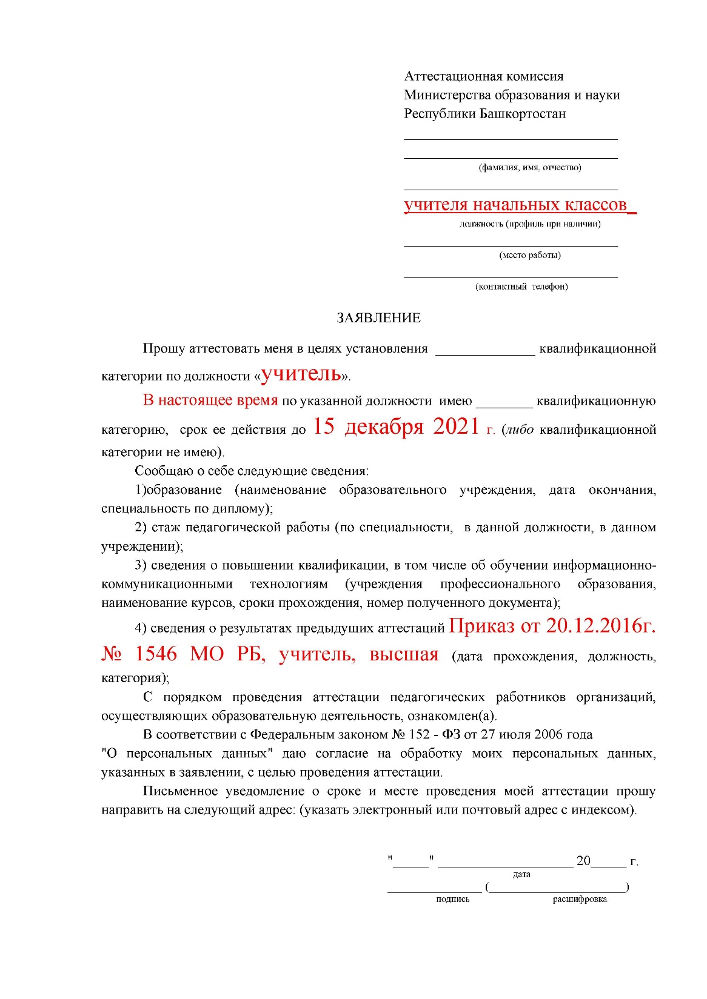 Аттестационная комиссия
Министерства образования и науки
Республики Башкортостан
(фамилия, имя, отчество)
учителя начальных классов_
должность (профиль при наличии)
(место работы)
(контактный телефон)
ЗАЯВЛЕНИЕ
Прошу аттестовать меня в целях установления ______________ квалификационной
категории по должности «учитель».
В настоящее время по указанной должности имею ________ квалификационную
категорию, срок ее действия до 15 декабря 2021 г. (либо квалификационной
категории не имею).
Сообщаю о себе следующие сведения:
1)образование (наименование образовательного учреждения, дата окончания,
специальность по диплому);
2) стаж педагогической работы (по специальности, в данной должности, в данном
учреждении);
3) сведения о повышении квалификации, в том числе об обучении информационно-
коммуникационными технологиям (учреждения профессионального образования,
наименование курсов, сроки прохождения, номер полученного документа);
4) сведения о результатах предыдущих аттестаций Приказ от 20.12.2016г.
№ 1546 МО РБ, учитель, высшая (дата прохождения, должность,
категория);
С порядком проведения аттестации педагогических работников организаций,
осуществляющих образовательную деятельность, ознакомлен(а).
В соответствии с Федеральным законом № 152 - ФЗ от 27 июля 2006 года
"О персональных данных" даю согласие на обработку моих персональных данных,
указанных в заявлении, с целью проведения аттестации.
Письменное уведомление о сроке и месте проведения моей аттестации прошу
направить на следующий адрес: (указать электронный или почтовый адрес с индексом).
"_____" ___________________ 20_____ г.
дата
_____________ (___________________)
подпись расшифровка